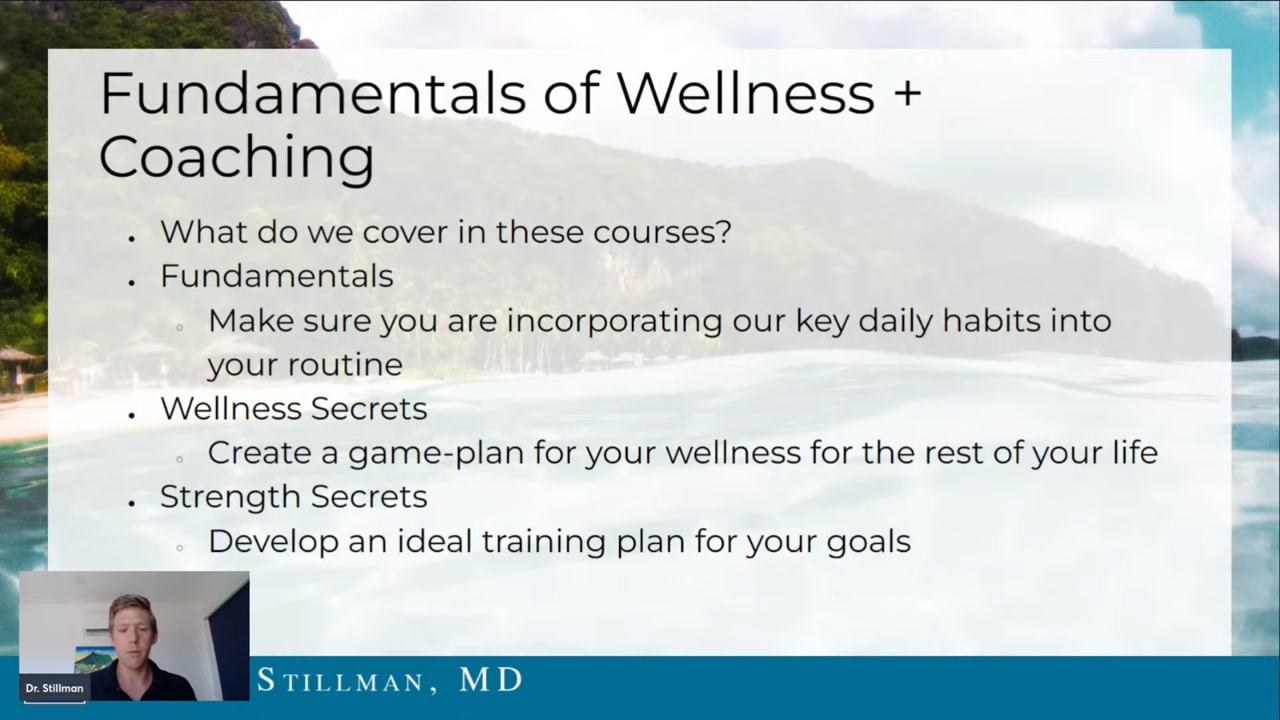 Fundamentals of Wellness +
Coaching
What do we cover in these courses?
Fundamentals
Make sure you are incorporating our key daily habits into
your routine
Wellness Secrets
Create a game-plan for your wellness for the rest of your life
Strength Secrets
Develop an ideal training plan for your goals
Dr. Stillman
STILLMAN, MD